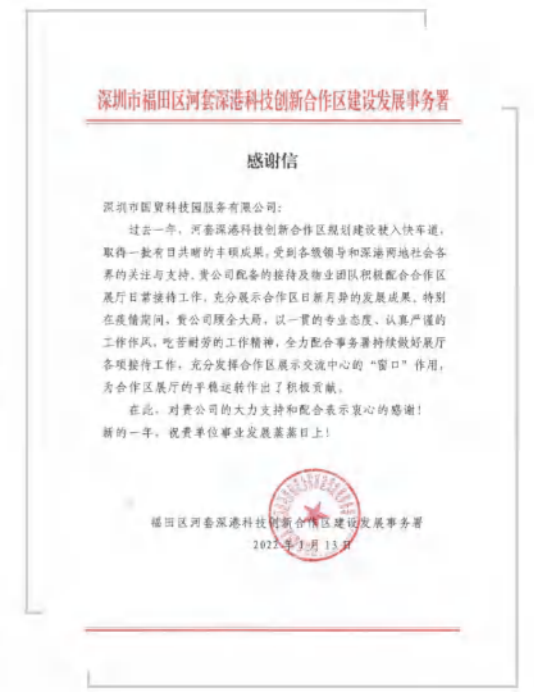 深圳市福田区河套深港科技创新合作区建设发展事务署
感谢信
深圳市国贸科技园服务有限公司：
过去一年，河套深港科技创新合作区规划建设驶入快车道，
取得一批有目共睹的丰硕成果，受到各级领导和深港两地社会各
界的关注与支持。贵公司配备的接待及物业团队积极配合合作区
展厅日常接待工作，充分展示合作区日新月异的发展成果，特别
在疫情期间，贵公司顾全大局，以一贯的专业态度、认真严谨的
工作作风，吃苦耐劳的工作精神，全力配合事务署持续做好展厅
各项接待工作，充分发挥合作区展示交流中心的“窗口”作用，
为合作区展厅的平稳运转作出了积极贡献。
在此，对贵公司的大力支持和配合表示衷心的感谢！
新的一年，祝贵单位事业发展蒸蒸日上！
福田区河套深港科技创新合作区建设发展事务署
2022年1月13日